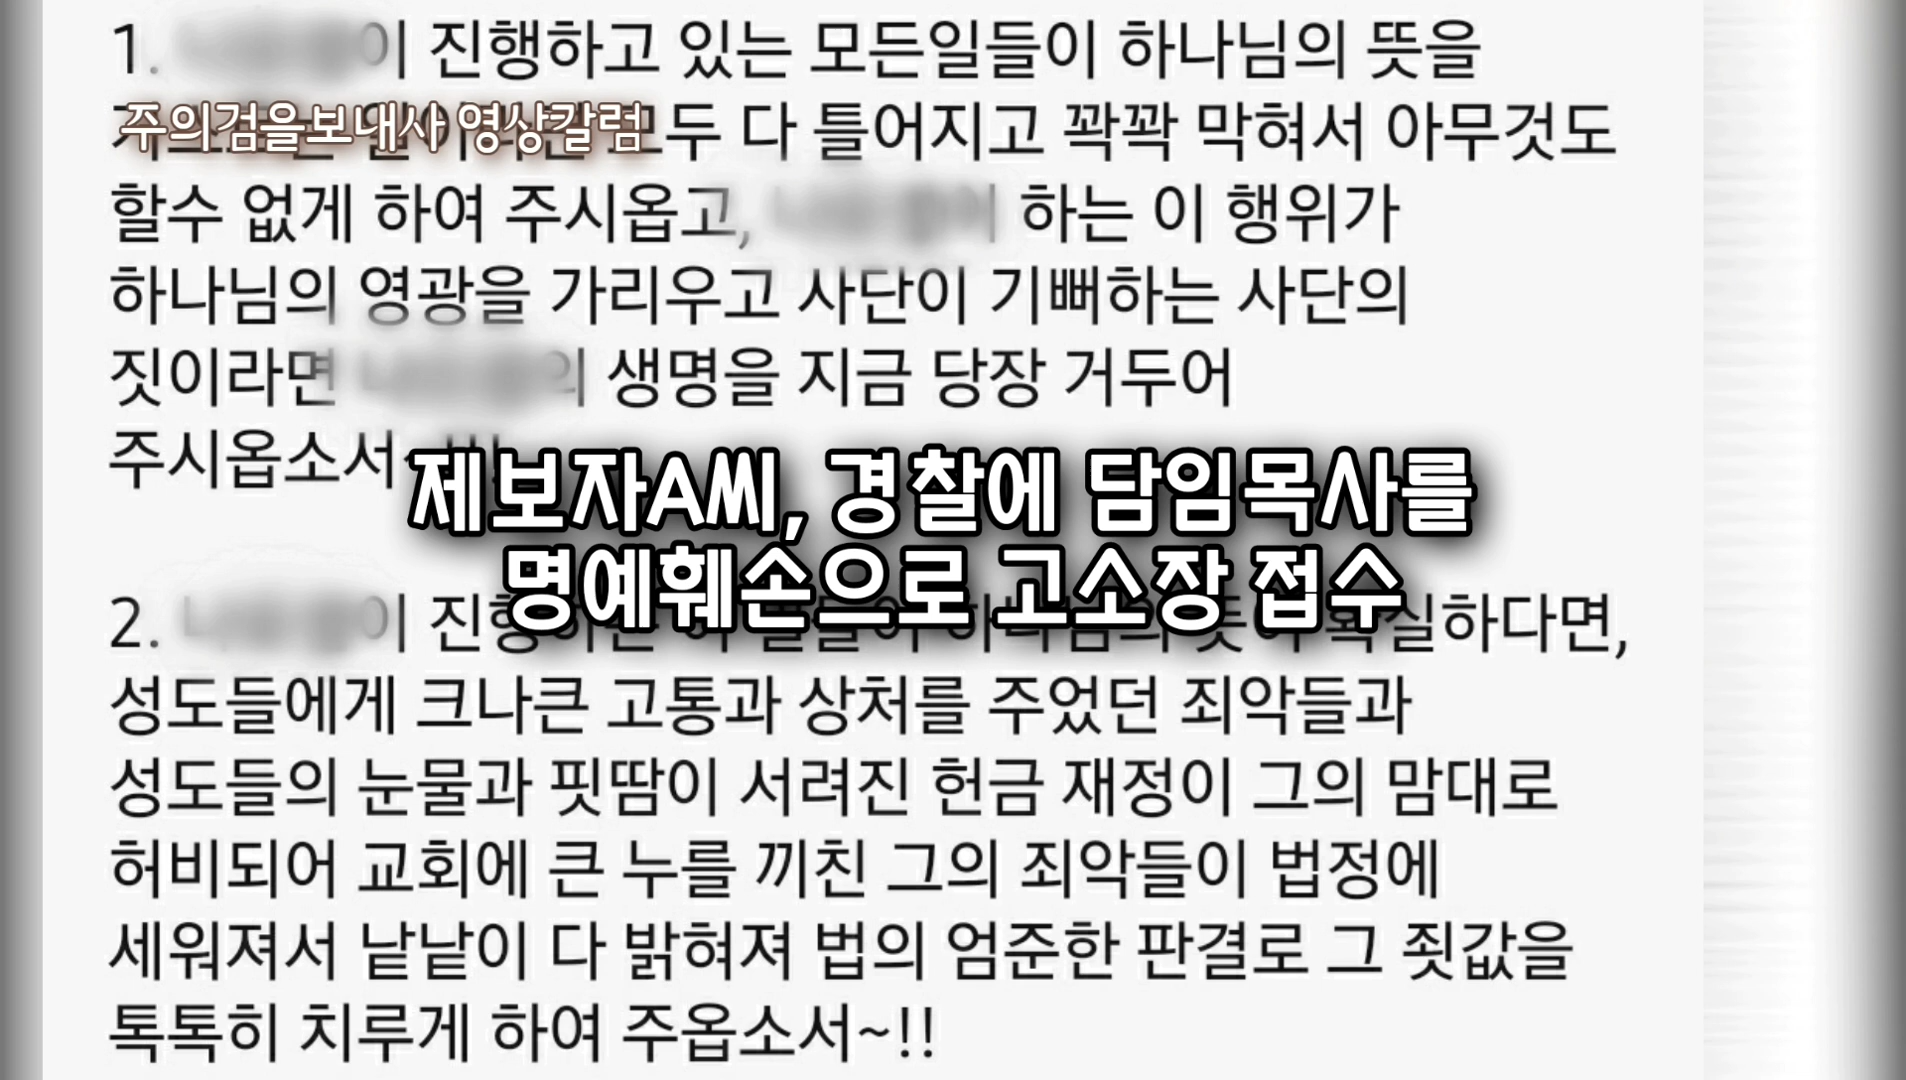 1. 이 진행하고 있는 모든일들이 하나님의 뜻을
주의검을보내사 영상칼럼
모두 다 틀어지고 꽉꽉 막혀서 아무것도
할수 없게 하여 주시옵고, 하는 이 행위가
하나님의 영광을 가리우고 사단이 기뻐하는 사단의
짓이라면 의 생명을 지금 당장 거두어
주시옵소서
제보자A씨, 경찰에 담임목사를
명예훼손으로 고소장 접수
2. 이 하나님의 뜻이 확실하다면,
성도들에게 크나큰 고통과 상처를 주었던 죄악들과
성도들의 눈물과 핏땀이 서려진 헌금 재정이 그의 맘대로
허비되어 교회에 큰 누를 끼친 그의 죄악들이 법정에
세워져서 낱낱이 다 밝혀져 법의 엄준한 판결로 그 죗값을
톡톡히 치루게 하여 주옵소서~!!